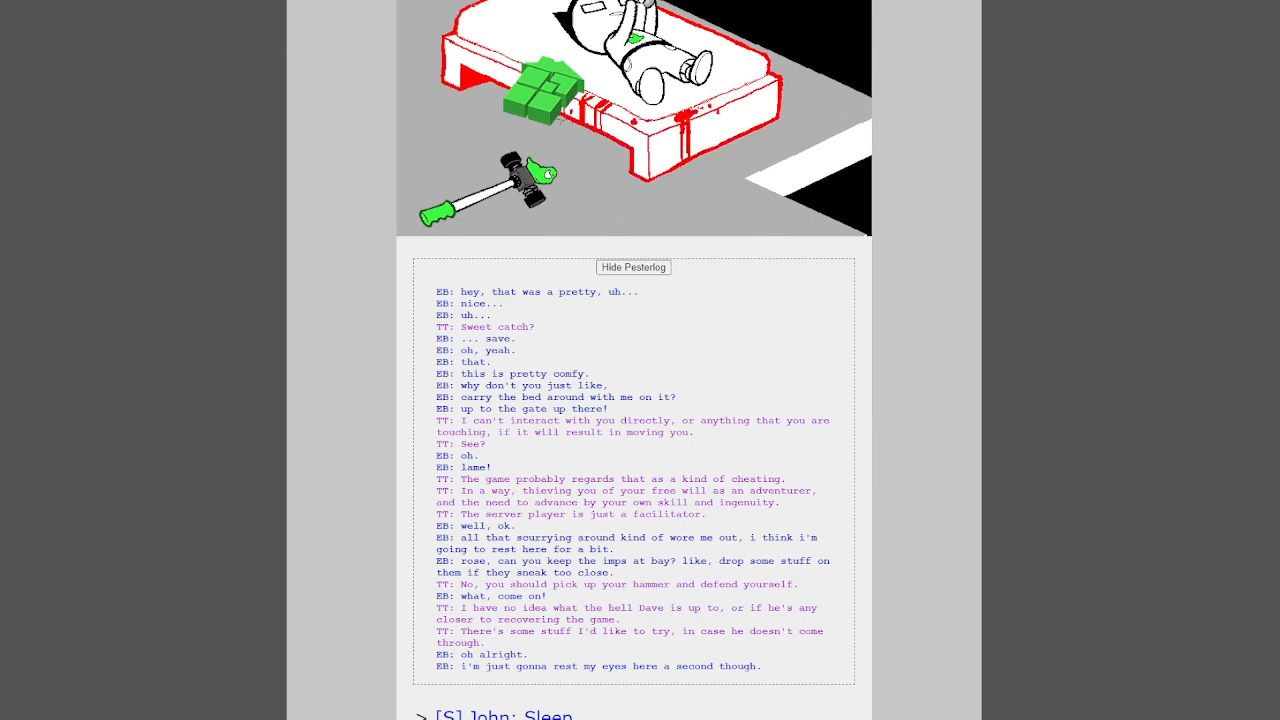 Hide Pesterlog
EB: hey, that was a pretty, uh...
EB: nice...
EB: uh...
TT: Sweet catch?
EB: ... save.
EB: oh, yeah.
EB: that.
EB: this is pretty comfy.
EB: why don't you just like,
EB: carry the bed around with me on it?
EB: up to the gate up there!
TT: I can't interact with you directly, or anything that you are
touching, if it will result in moving you.
TT: See?
EB: oh.
EB: lame!
TT: The game probably regards that as a kind of cheating.
TT: In a way, thieving you of your free will as an adventurer,
and the need to advance by your own skill and ingenuity.
TT: The server player is just a facilitator.
EB: well, ok.
EB: all that scurrying around kind of wore me out, i think i'm
going to rest here for a bit.
EB: rose, can you keep the imps at bay? like, drop some stuff on
them if they sneak too close.
TT: No, you should pick up your hammer and defend yourself.
EB: what, come on!
TT: I have no idea what the hell Dave is up to, or if he's any
closer to recovering the game.
TT: There's some stuff I'd like to try, in case he doesn't come
through.
EB: oh alright.
EB: i'm just gonna rest my eyes here a second though.
> [S] John: Sleep